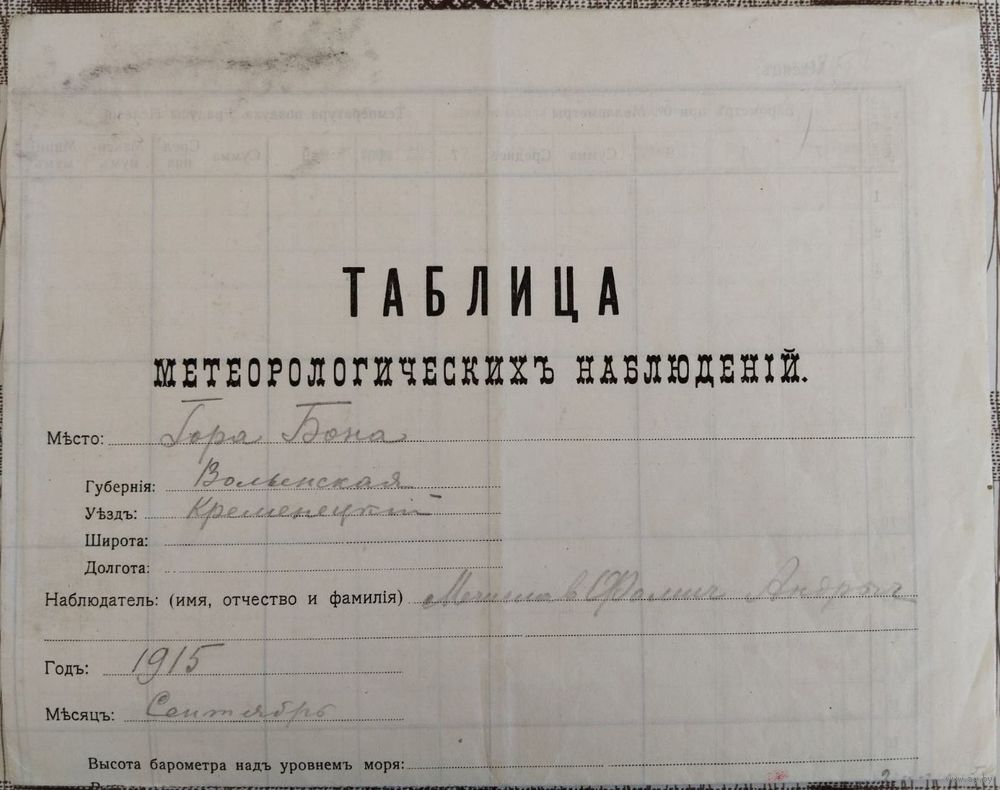 ТАБЛИЦА
МЕТЕОРОЛОГИЧЕСКИХЪ НАБЛЮДЕНІЙ.
Мѣсто: Гора Бона
Губернія: Волынская
Уѣздъ: Кременецкій
Широта:
Долгота:
Наблюдатель: (имя, отчество и фамилія) Мечислав
Годъ: 1915
Мѣсяцъ: Сентябрь
Высота барометра надъ уровнемъ моря: